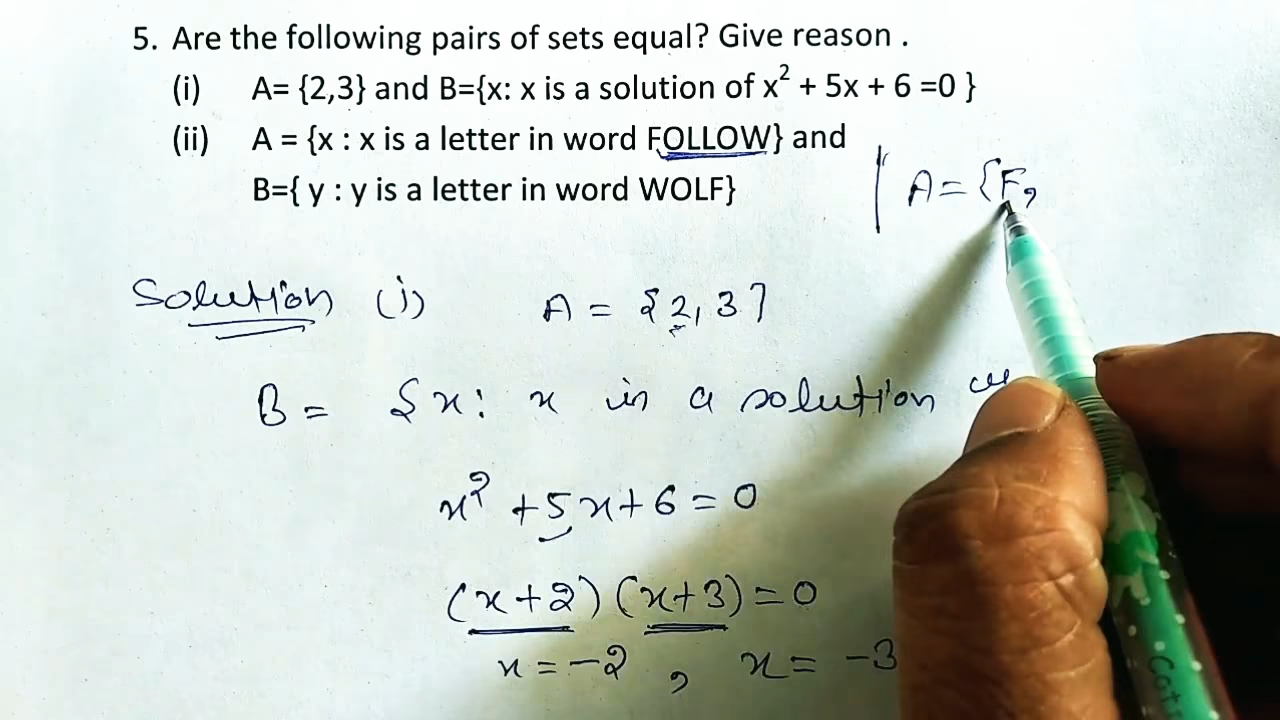 5. Are the following pairs of sets equal? Give reason .
(i) A= {2,3} and B={x: x is a solution of x² + 5x + 6 =0 }
(ii) A = {x : x is a letter in word FOLLOW} and
B={ y : y is a letter in word WOLF}
A = {F,
Solution (i) A = {2, 3}
B = {x: x is a solution
x² + 5x + 6 = 0
(x+2) (x+3) = 0
x = -2 , x = -3